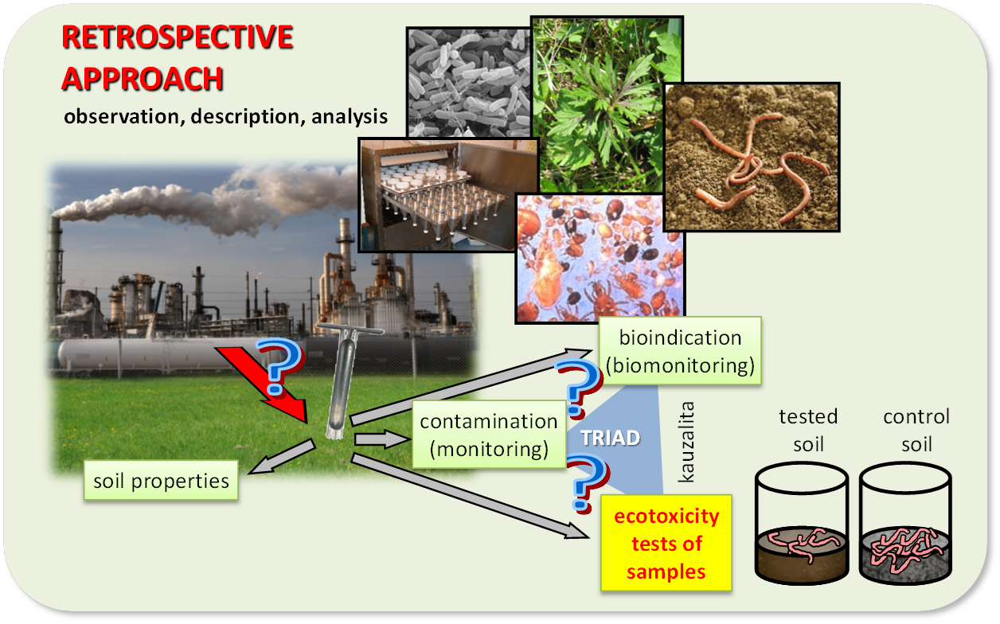 RETROSPECTIVE
APPROACH
observation, description, analysis
bioindication
(biomonitoring)
?
?
contamination
(monitoring)
TRIAD
kauzalita
tested
soil
control
soil
soil properties
?
ecotoxicity
tests of
samples